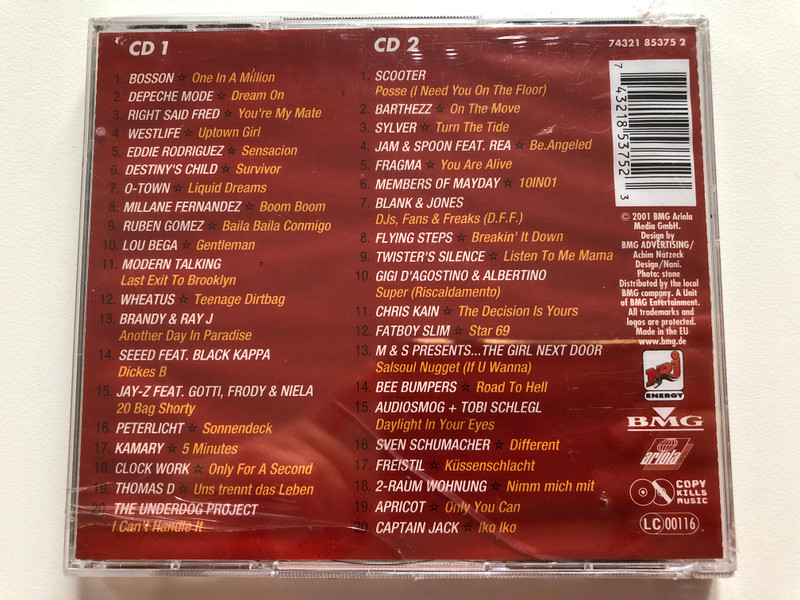 CD 1
1. BOSSON ☆ One In A Million
2. DEPECHE MODE ☆ Dream On
3. RIGHT SAID FRED ☆ You're My Mate
4. WESTLIFE ☆ Uptown Girl
5. EDDIE RODRIGUEZ ☆ Sensacion
6. DESTINY'S CHILD ☆ Survivor
7. O-TOWN ☆ Liquid Dreams
8. MILLANE FERNANDEZ ☆ Boom Boom
9. RUBEN GOMEZ ☆ Baila Baila Conmigo
10. LOU BEGA ☆ Gentleman
11. MODERN TALKING
Last Exit To Brooklyn
12. WHEATUS ☆ Teenage Dirtbag
13. BRANDY & RAY J
Another Day In Paradise
14. SEEED FEAT. BLACK KAPPA
Dickes B
15. JAY-Z FEAT. GOTTI, FRODY & NIELA
20 Bag Shorty
16. PETERLICHT ☆ Sonnendeck
17. KAMARY ☆ 5 Minutes
18. CLOCK WORK ☆ Only For A Second
19. THOMAS D ☆ Uns trennt das Leben
20. THE UNDERDOG PROJECT
I Can't Handle It
CD 2
1. SCOOTER
Posse (I Need You On The Floor)
2. BARTHEZZ ☆ On The Move
3. SYLVER ☆ Turn The Tide
4. JAM & SPOON FEAT. REA ☆ Be.Angeled
5. FRAGMA ☆ You Are Alive
6. MEMBERS OF MAYDAY ☆ 10IN01
7. BLANK & JONES
DJs, Fans & Freaks (D.F.F.)
8. FLYING STEPS ☆ Breakin' It Down
9. TWISTER'S SILENCE ☆ Listen To Me Mama
10. GIGI D'AGOSTINO & ALBERTINO
Super (Riscaldamento)
11. CHRIS KAIN ☆ The Decision Is Yours
12. FATBOY SLIM ☆ Star 69
13. M & S PRESENTS...THE GIRL NEXT DOOR
Salsoul Nugget (If U Wanna)
14. BEE BUMPERS ☆ Road To Hell
15. AUDIOSMOG + TOBI SCHLEGL
Daylight In Your Eyes
16. SVEN SCHUMACHER ☆ Different
17. FREISTIL ☆ Küssenschlacht
18. 2-RAUM WOHNUNG ☆ Nimm mich mit
19. APRICOT ☆ Only You Can
20. CAPTAIN JACK ☆ Iko Iko
74321 85375 2
7 43218 53752 3
© 2001 BMG Ariola
Media GmbH.
Design by
BMG ADVERTISING/
Achim Nätzeck
Design/Nani.
Photo: stone
Distributed by the local
BMG company. A Unit
of BMG Entertainment.
All trademarks and
logos are protected.
Made in the EU
www.bmg.de
NRJ
ENERGY
BMG
ariola
COPY
KILLS
MUSIC
LC 00116